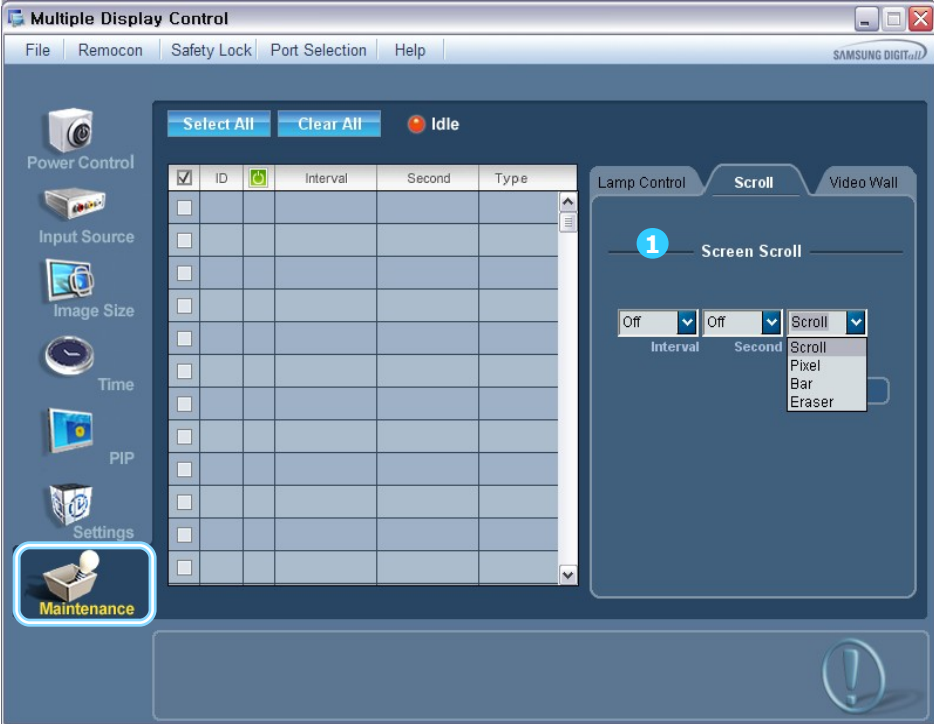 Multiple Display Control
File Remocon Safety Lock Port Selection Help
SAMSUNG DIGITall
Select All Clear All Idle
Power Control
Input Source
Image Size
Time
PIP
Settings
Maintenance
ID Interval Second Type
Lamp Control Scroll Video Wall
1 Screen Scroll
Off Off Scroll
Interval Second
Scroll
Pixel
Bar
Eraser